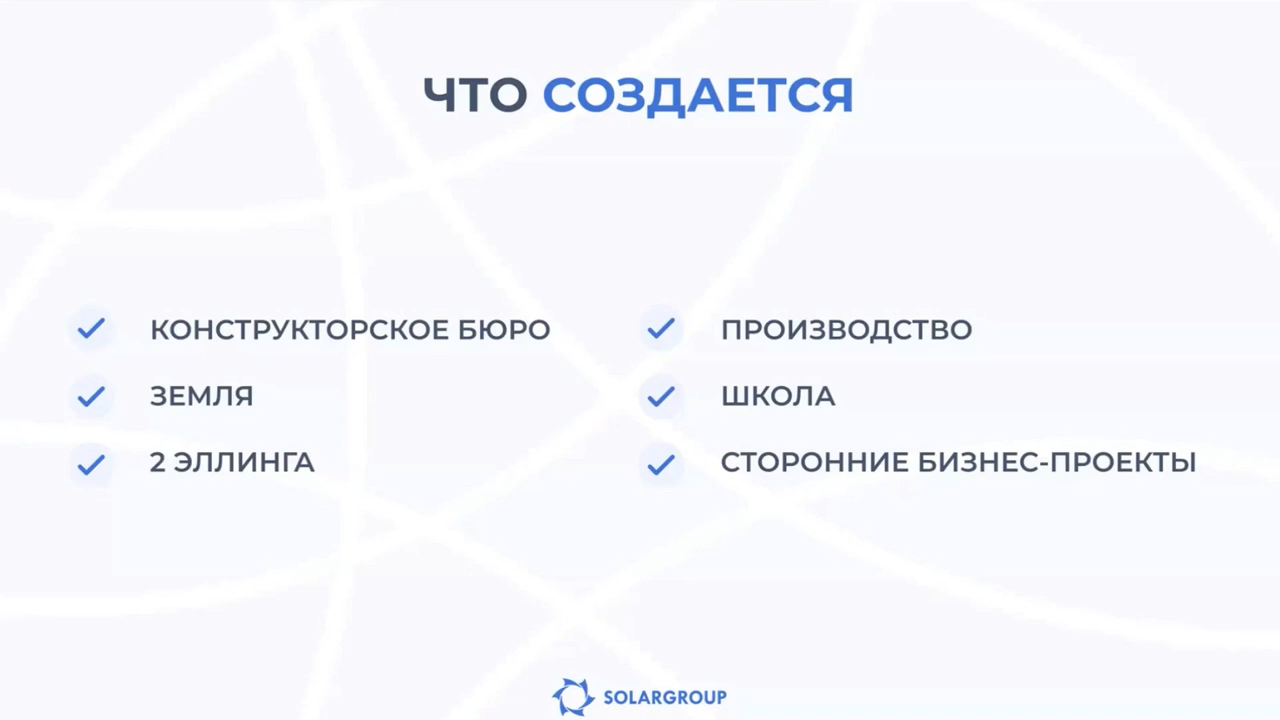 ЧТО СОЗДАЕТСЯ
КОНСТРУКТОРСКОЕ БЮРО
ЗЕМЛЯ
2 ЭЛЛИНГА
ПРОИЗВОДСТВО
ШКОЛА
СТОРОННИЕ БИЗНЕС-ПРОЕКТЫ
SOLARGROUP